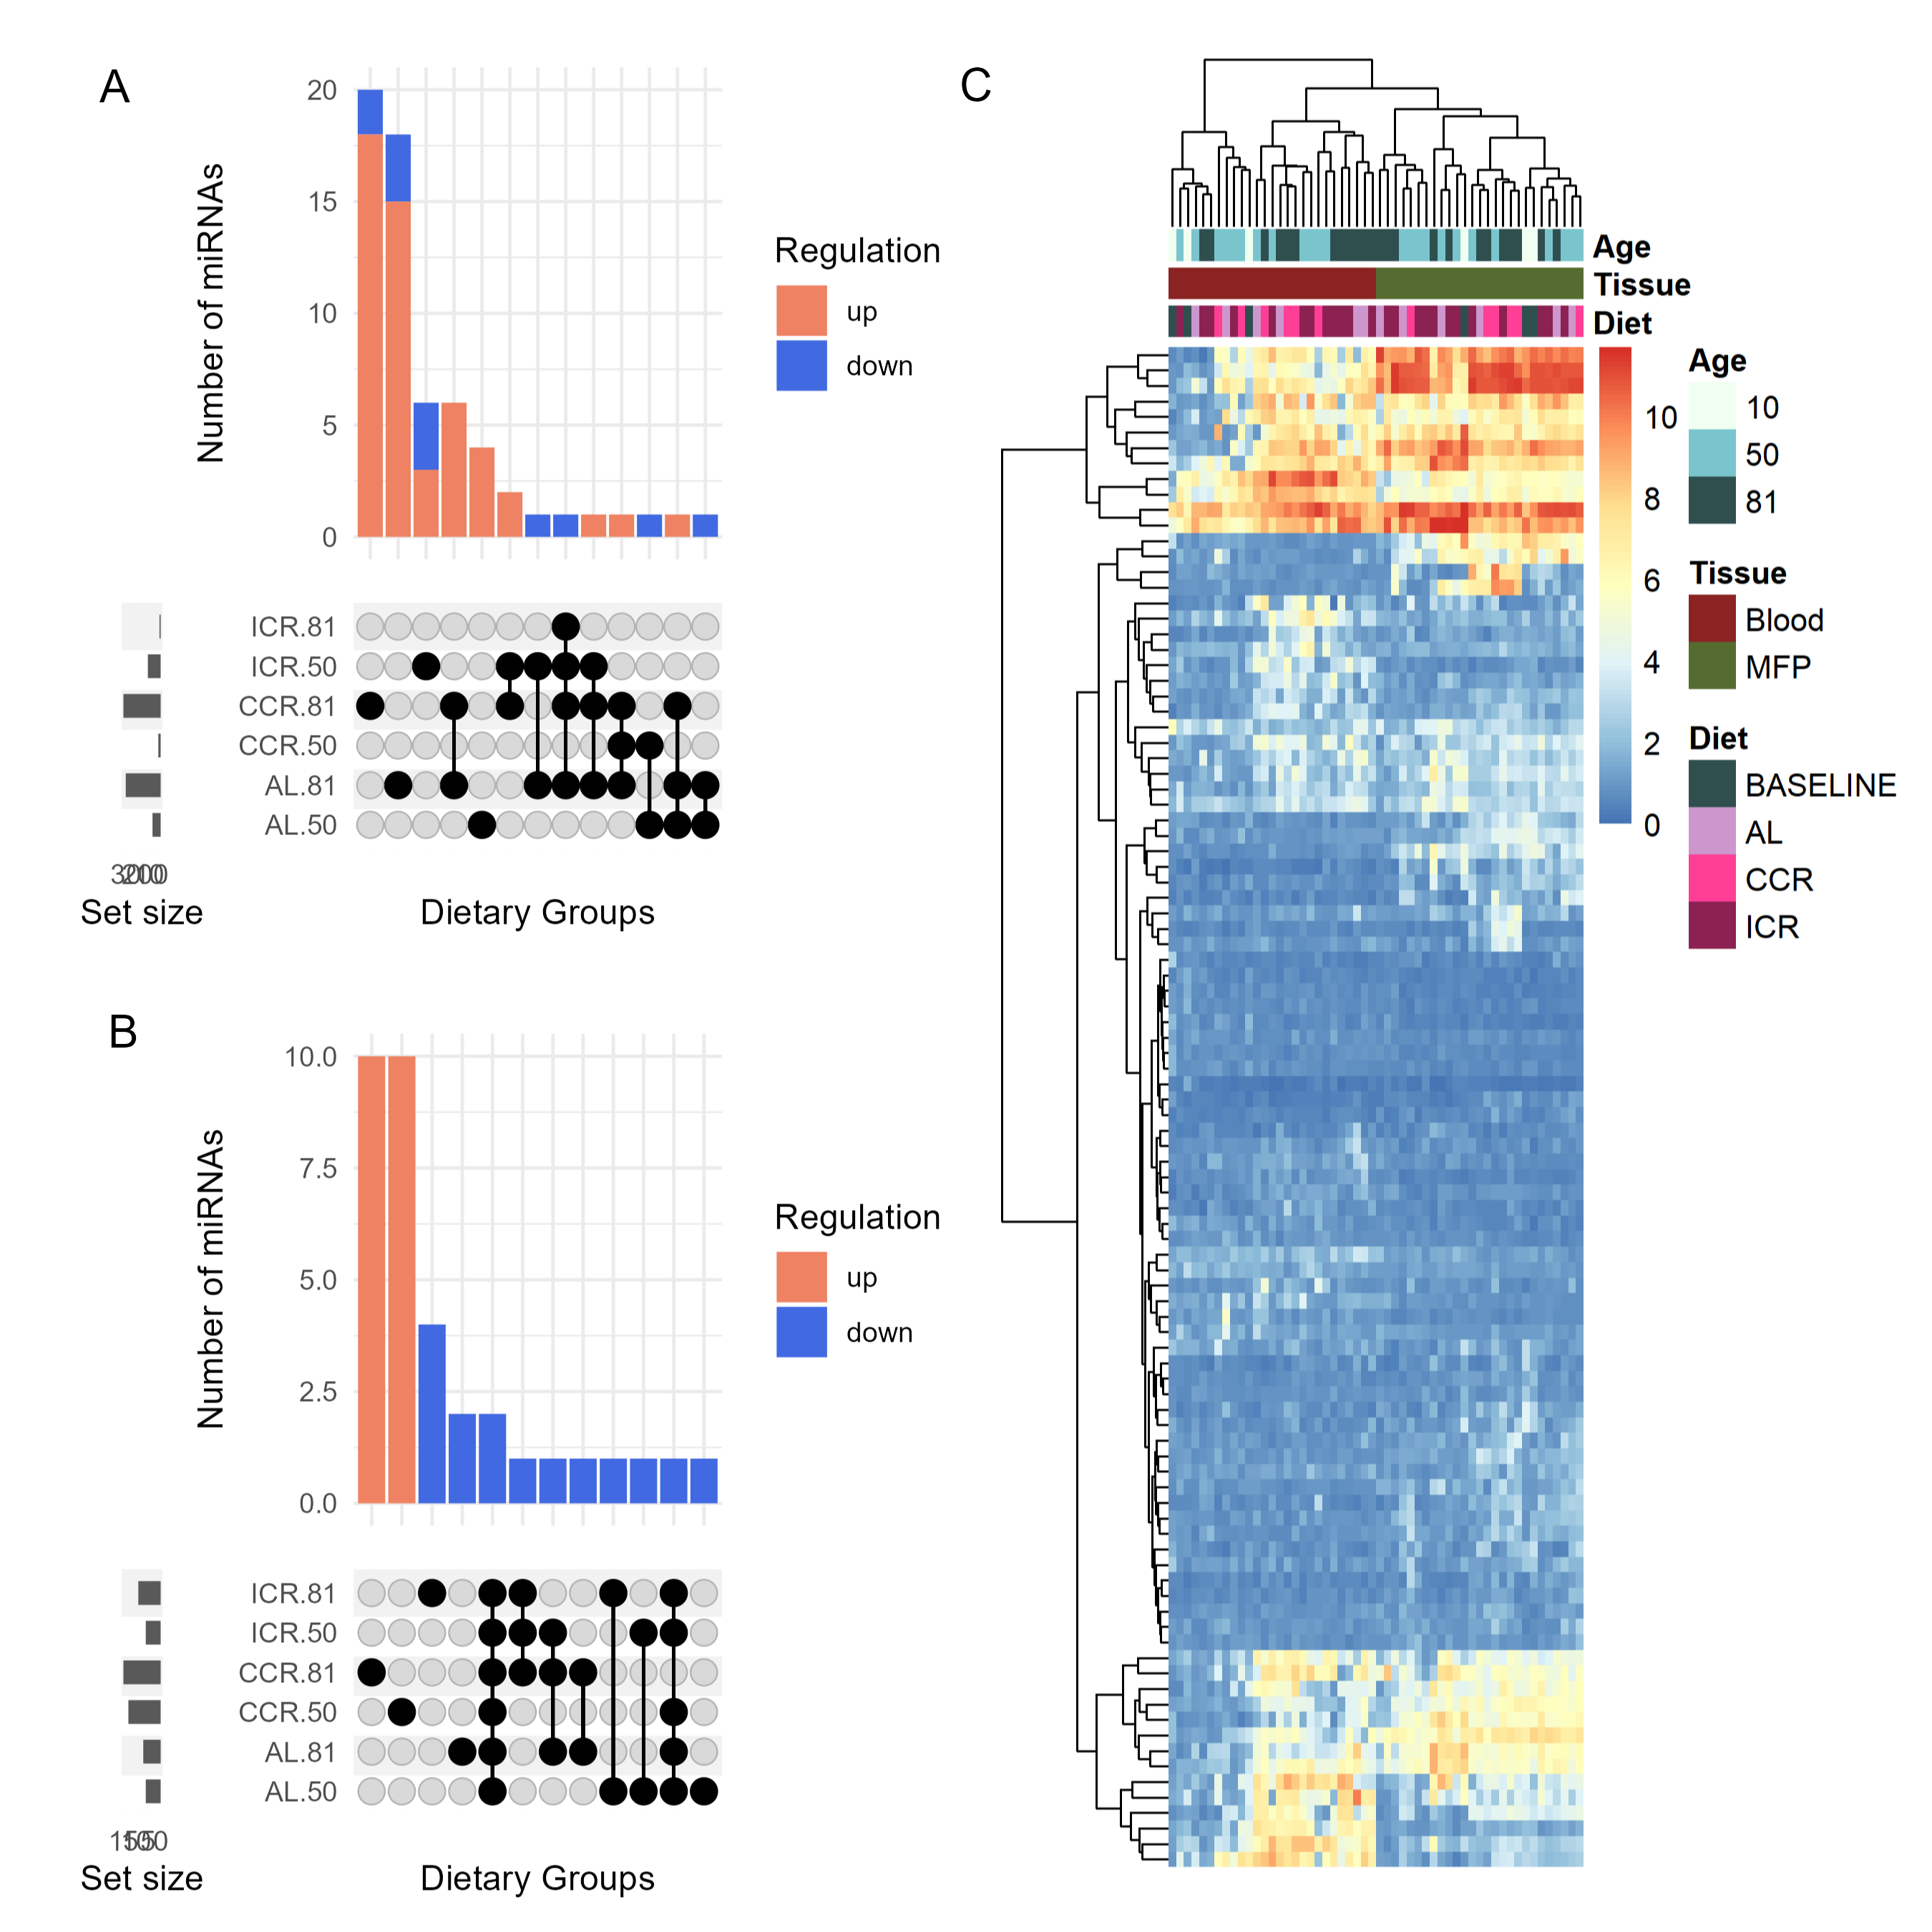 A
20
15
10
5
0
Number of miRNAs
Regulation
up
down
ICR.81
ICR.50
CCR.81
CCR.50
AL.81
AL.50
Set size
Dietary Groups
B
10.0
7.5
5.0
2.5
0.0
Number of miRNAs
Regulation
up
down
ICR.81
ICR.50
CCR.81
CCR.50
AL.81
AL.50
Set size
Dietary Groups
C
Age
Tissue
Diet
10
8
6
4
2
0
Age
10
50
81
Tissue
Blood
MFP
Diet
BASELINE
AL
CCR
ICR